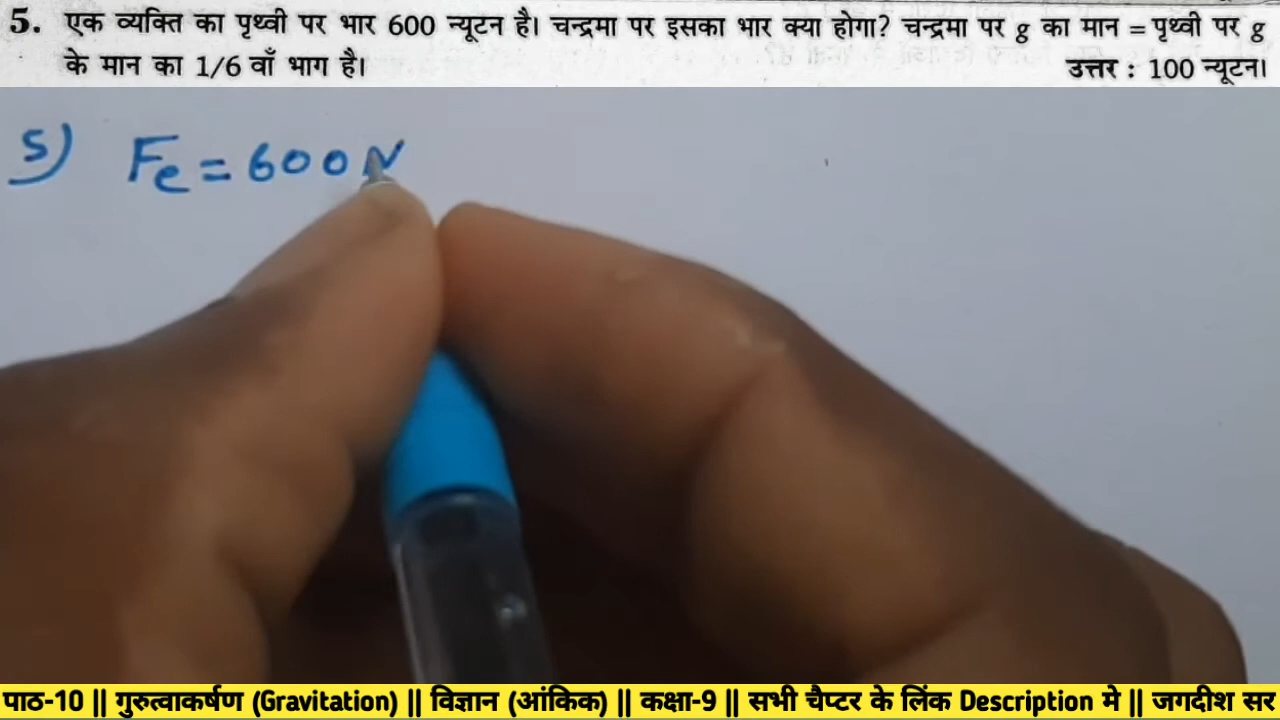 5. एक व्यक्ति का पृथ्वी पर भार 600 न्यूटन है। चन्द्रमा पर इसका भार क्या होगा? चन्द्रमा पर g का मान = पृथ्वी पर g
के मान का 1/6 वाँ भाग है। उत्तर : 100 न्यूटन।
5) Fe = 600 N
पाठ-10 || गुरुत्वाकर्षण (Gravitation) || विज्ञान (आंकिक) || कक्षा-9 || सभी चैप्टर के लिंक Description मे || जगदीश सर